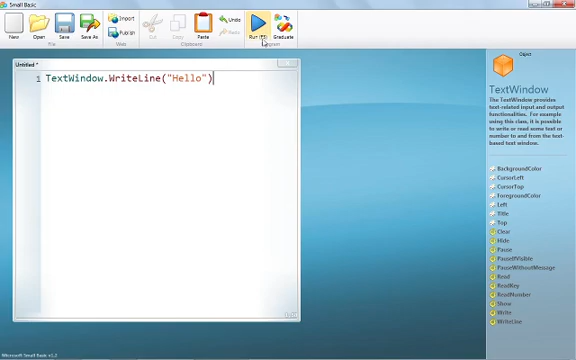 Small Basic
New
Open
Save
Save As
Import
Publish
Cut
Copy
Paste
Undo
Redo
Run (F5)
Graduate
File
Web
Clipboard
Program
Untitled *
1 TextWindow.WriteLine("Hello")
Object
TextWindow
The TextWindow provides
text-related input and output
functionalities. For example
using this class, it is possible
to write or read some text or
number to and from the text-
based text window.
BackgroundColor
CursorLeft
CursorTop
ForegroundColor
Left
Title
Top
Clear
Hide
Pause
PauseIfVisible
PauseWithoutMessage
Read
ReadKey
ReadNumber
Show
Write
WriteLine
Microsoft Small Basic v1.2